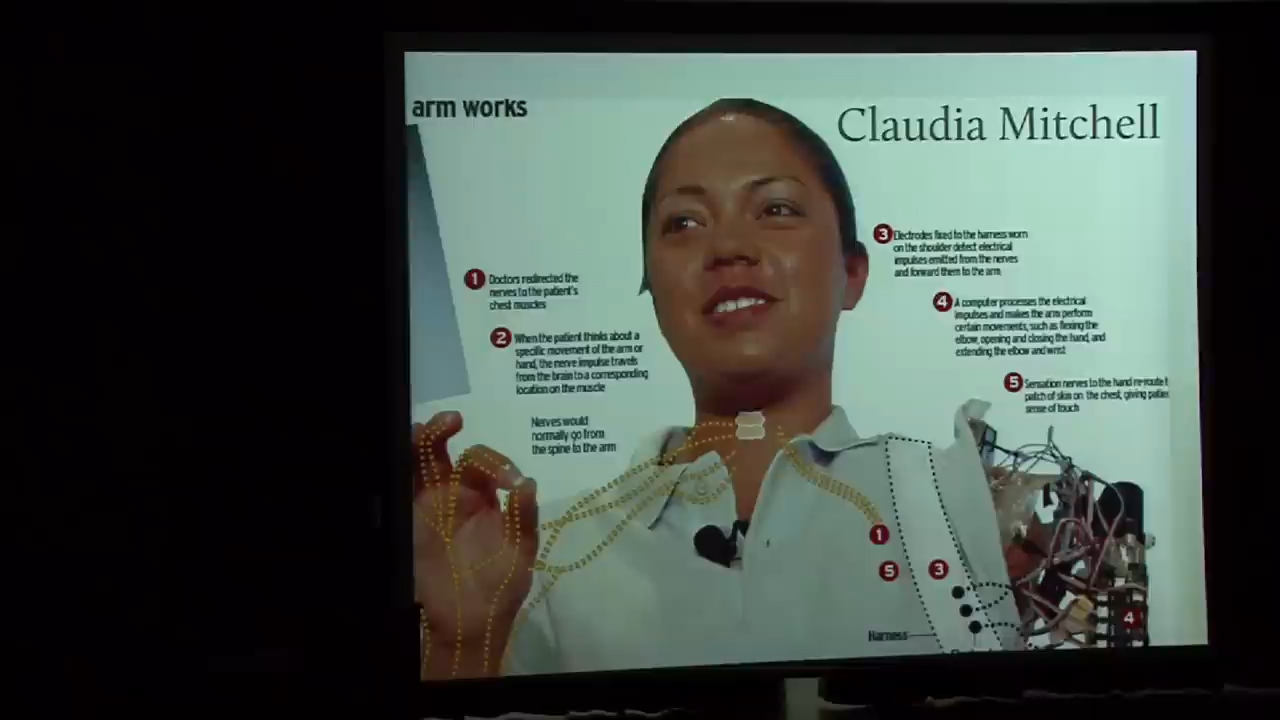 arm works
Claudia Mitchell
1 Doctors redirected the
nerves to the patient's
chest muscles
2 When the patient thinks about a
specific movement of the arm or
hand, the nerve impulse travels
from the brain to a corresponding
location on the muscle
Nerves would
normally go from
the spine to the arm
3 Electrodes fixed to the harness worn
on the shoulder detect electrical
impulses emitted from the nerves
and forward them to the arm
4 A computer processes the electrical
impulses and makes the arm perform
certain movements, such as flexing the
elbow, opening and closing the hand, and
extending the elbow and wrist
5 Sensation nerves to the hand re-route
patch of skin on the chest, giving
sense of touch
1
5
3
4
Harness